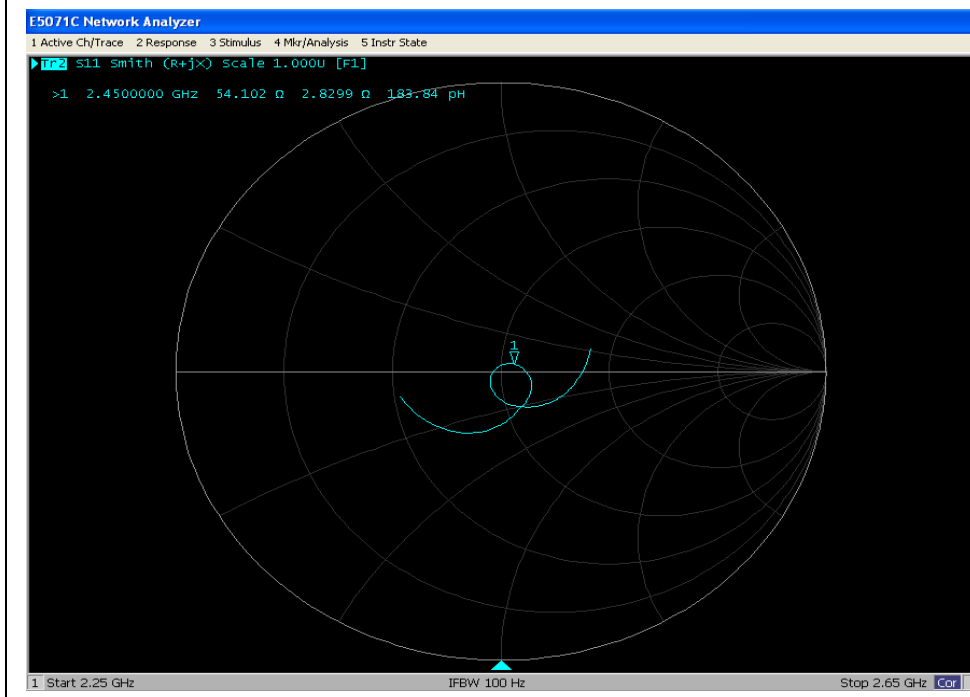 E5071C Network Analyzer
1 Active Ch/Trace 2 Response 3 Stimulus 4 Mkr/Analysis 5 Instr State
Tr2 S11 Smith (R+jX) Scale 1.000U [F1]
>1 2.4500000 GHz 54.102 Ω 2.8299 Ω 183.84 pH
1
1 Start 2.25 GHz IFBW 100 Hz Stop 2.65 GHz Cor